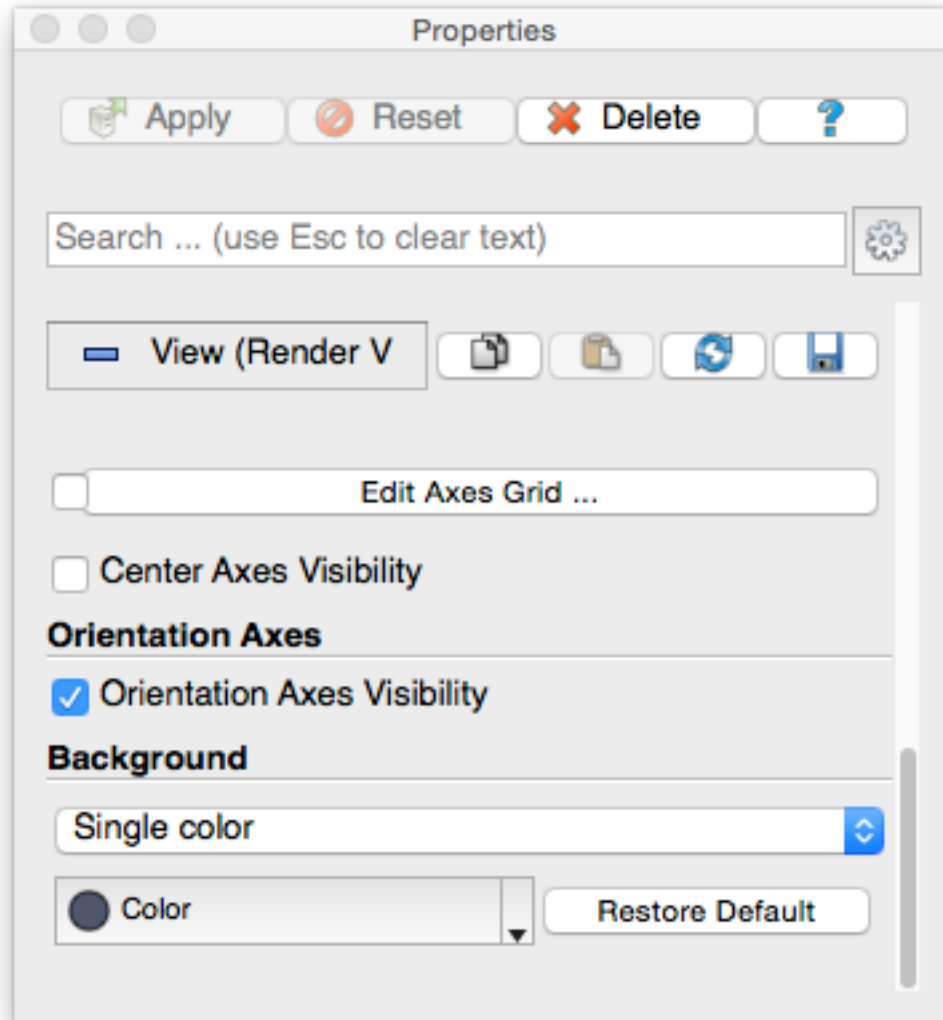 Properties
Apply Reset Delete ?
Search ... (use Esc to clear text)
View (Render V
Edit Axes Grid ...
Center Axes Visibility
Orientation Axes
Orientation Axes Visibility
Background
Single color
Color Restore Default